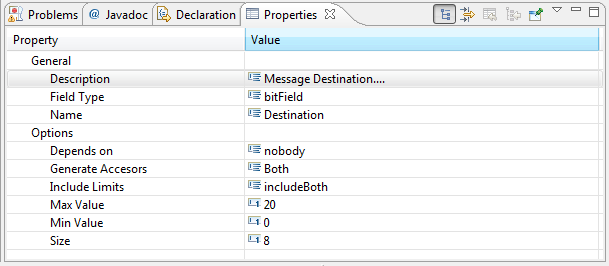 Problems @ Javadoc Declaration Properties
Property Value
General
Description Message Destination....
Field Type bitField
Name Destination
Options
Depends on nobody
Generate Accesors Both
Include Limits includeBoth
Max Value 20
Min Value 0
Size 8